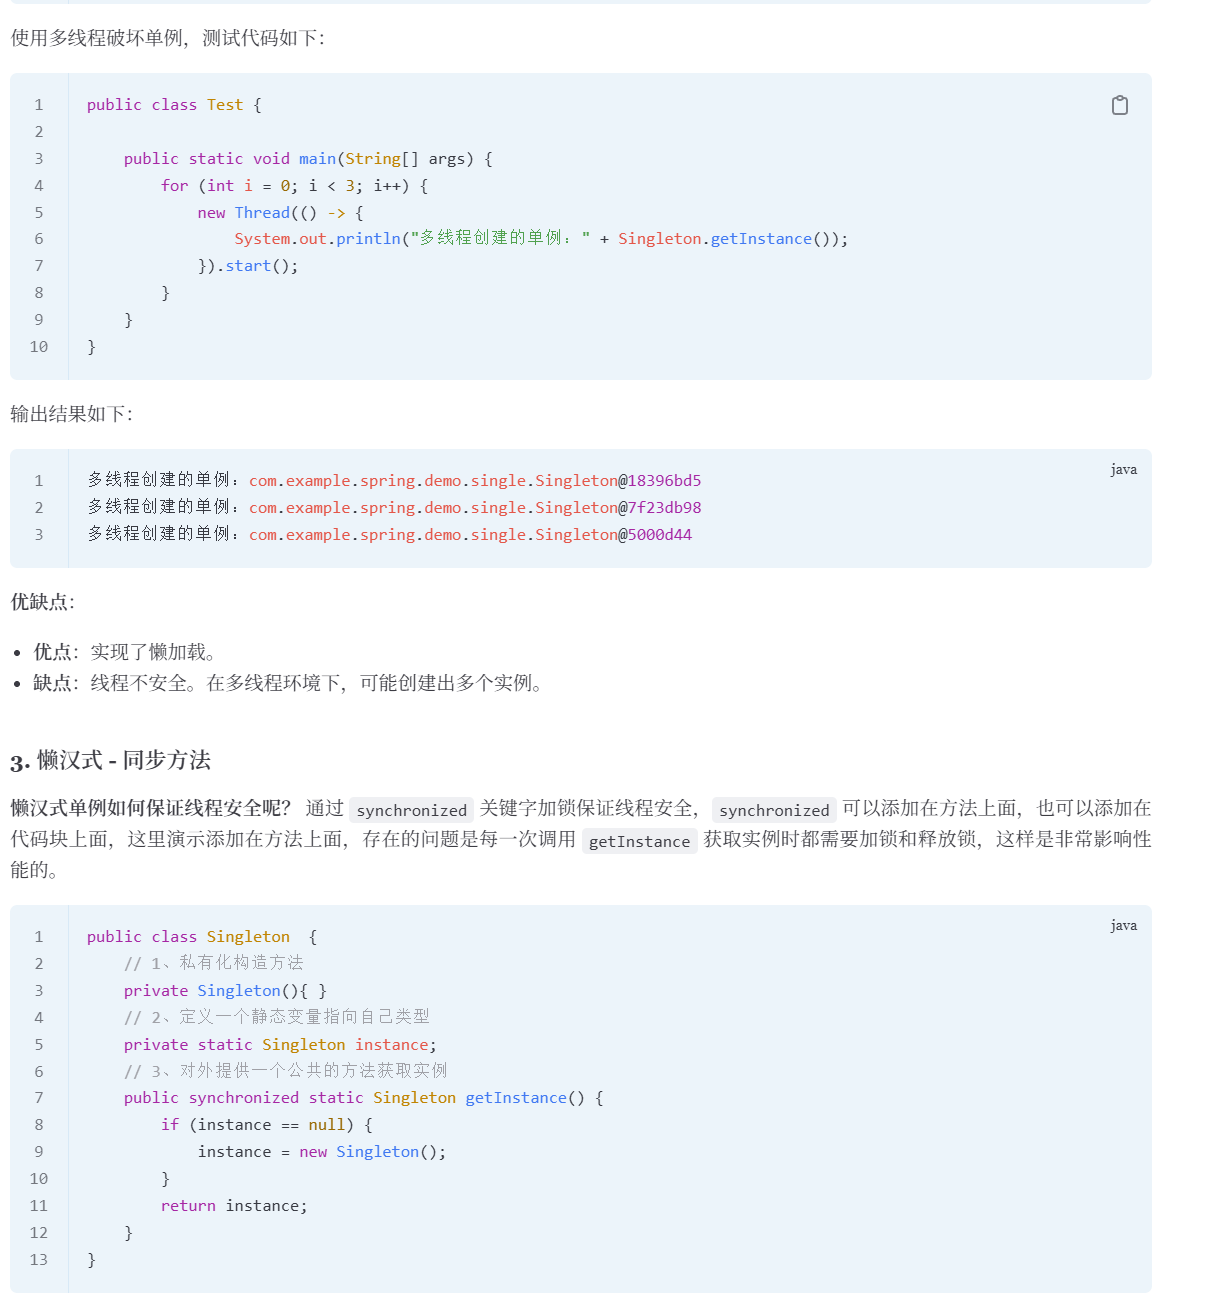 使用多线程破坏单例，测试代码如下：
1 public class Test {
2
3     public static void main(String[] args) {
4         for (int i = 0; i < 3; i++) {
5             new Thread(() -> {
6                 System.out.println("多线程创建的单例：" + Singleton.getInstance());
7             }).start();
8         }
9     }
10 }
输出结果如下：
java
1 多线程创建的单例：com.example.spring.demo.single.Singleton@18396bd5
2 多线程创建的单例：com.example.spring.demo.single.Singleton@7f23db98
3 多线程创建的单例：com.example.spring.demo.single.Singleton@5000d44
优缺点：
• 优点：实现了懒加载。
• 缺点：线程不安全。在多线程环境下，可能创建出多个实例。
3. 懒汉式 - 同步方法
懒汉式单例如何保证线程安全呢？ 通过 synchronized 关键字加锁保证线程安全，synchronized 可以添加在方法上面，也可以添加在
代码块上面，这里演示添加在方法上面，存在的问题是每一次调用 getInstance 获取实例时都需要加锁和释放锁，这样是非常影响性
能的。
java
1 public class Singleton  {
2     // 1、私有化构造方法
3     private Singleton(){ }
4     // 2、定义一个静态变量指向自己类型
5     private static Singleton instance;
6     // 3、对外提供一个公共的方法获取实例
7     public synchronized static Singleton getInstance() {
8         if (instance == null) {
9             instance = new Singleton();
10         }
11         return instance;
12     }
13 }